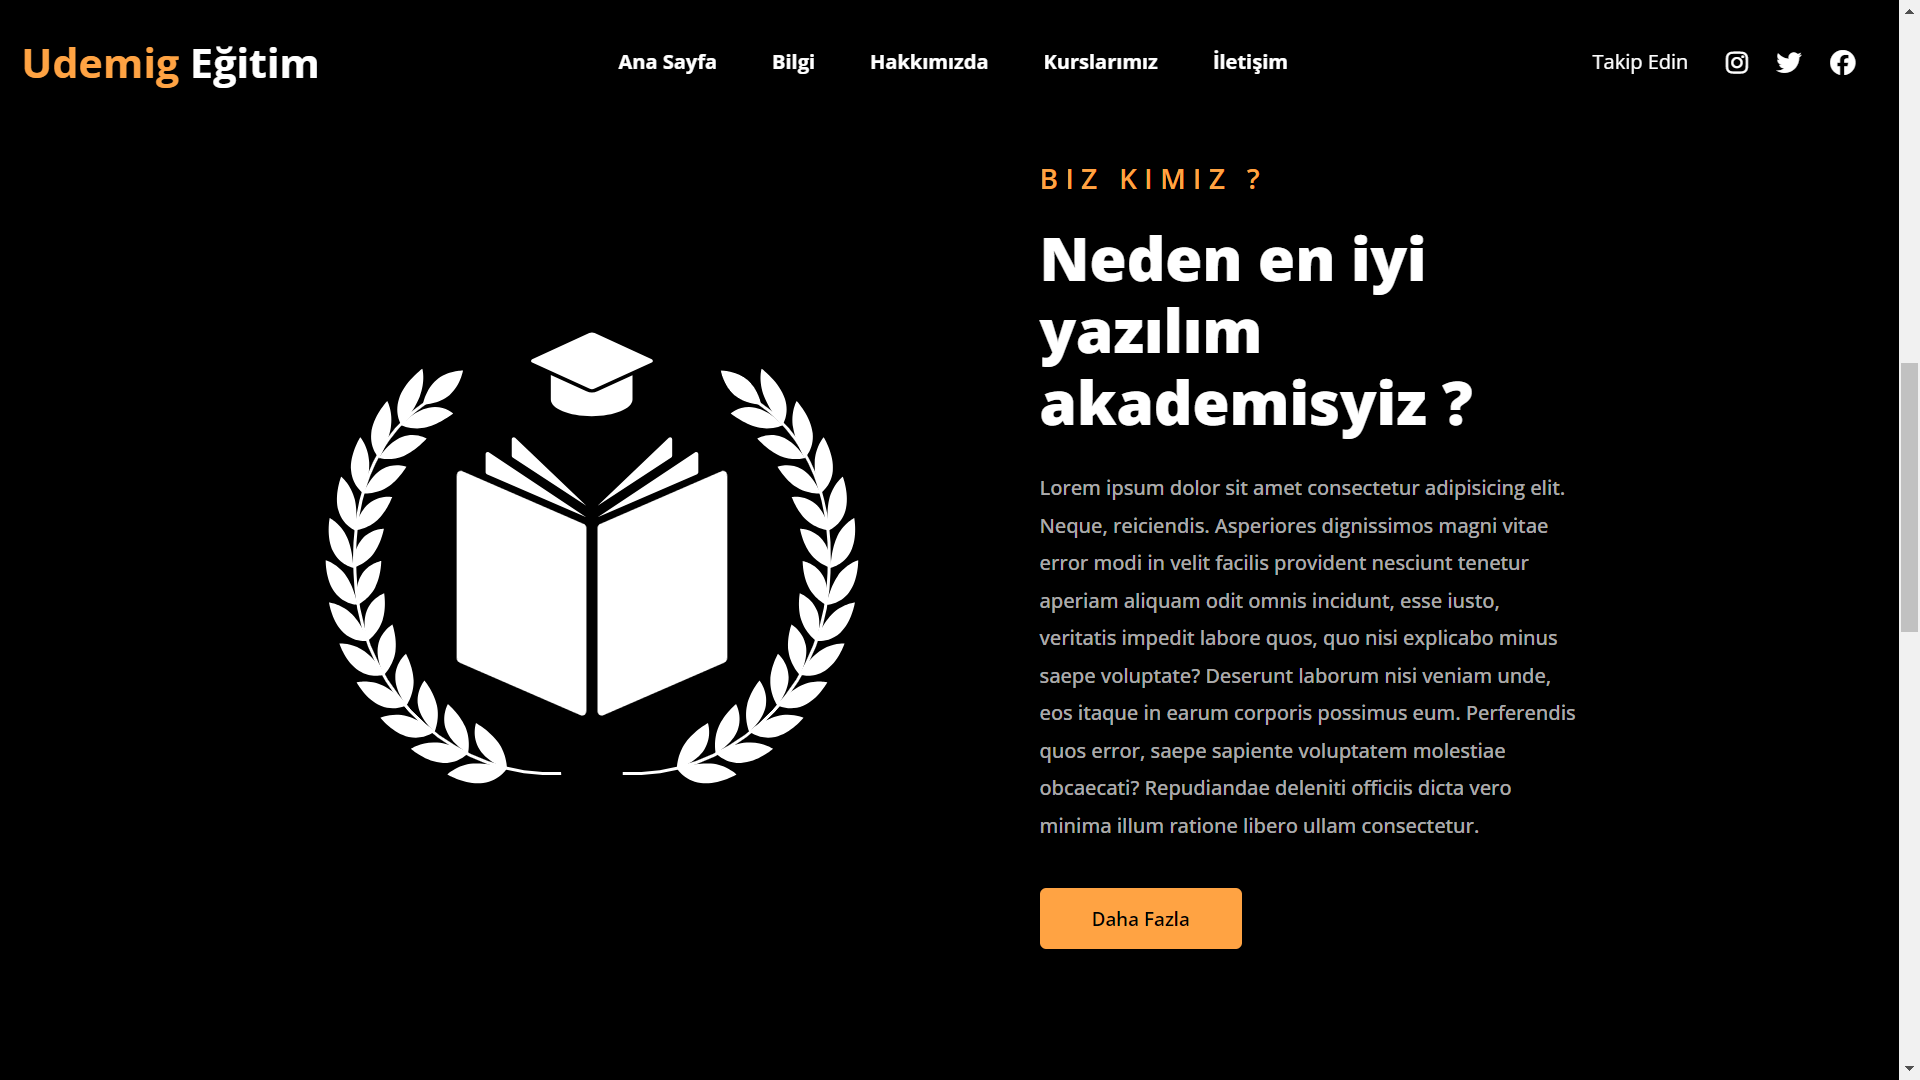 Udemig Eğitim
Ana Sayfa
Bilgi
Hakkımızda
Kurslarımız
İletişim
Takip Edin
BIZ KIMIZ ?
Neden en iyi
yazılım
akademisyiz ?
Lorem ipsum dolor sit amet consectetur adipisicing elit.
Neque, reiciendis. Asperiores dignissimos magni vitae
error modi in velit facilis provident nesciunt tenetur
aperiam aliquam odit omnis incidunt, esse iusto,
veritatis impedit labore quos, quo nisi explicabo minus
saepe voluptate? Deserunt laborum nisi veniam unde,
eos itaque in earum corporis possimus eum. Perferendis
quos error, saepe sapiente voluptatem molestiae
obcaecati? Repudiandae deleniti officiis dicta vero
minima illum ratione libero ullam consectetur.
Daha Fazla